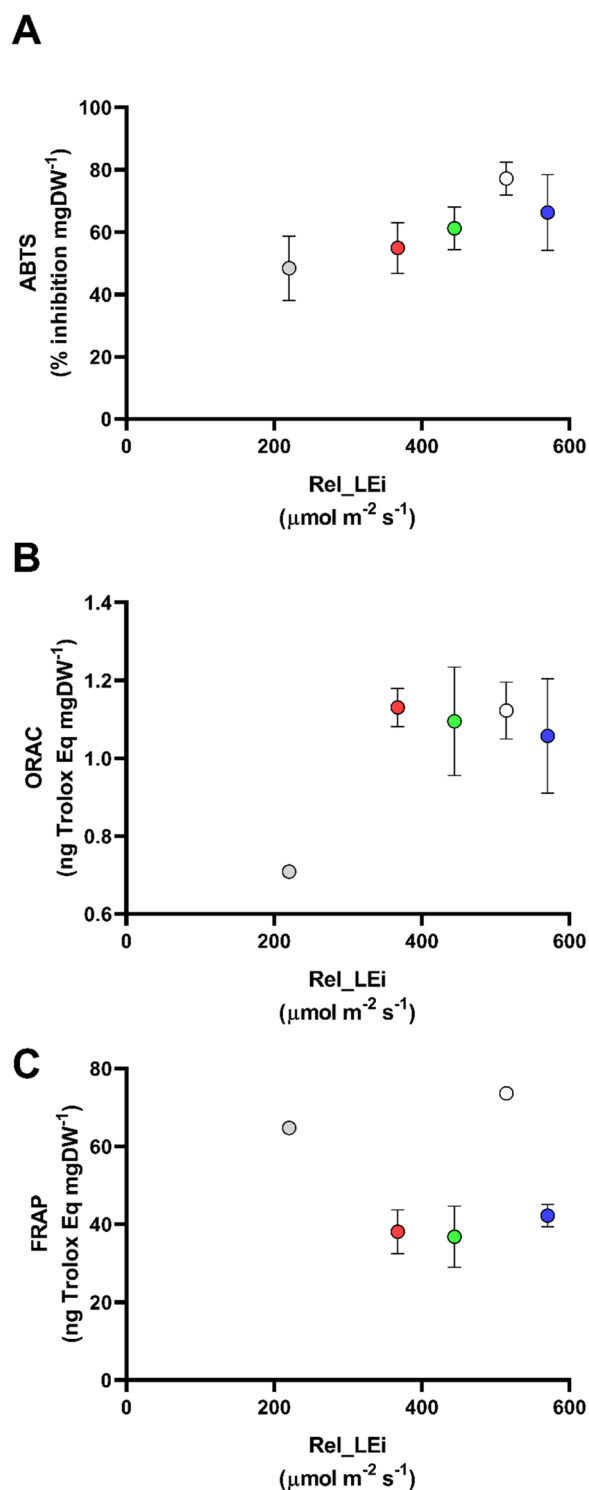 A
100
80
60
40
20
0
ABTS
(% inhibition mgDW⁻¹)
0 200 400 600
Rel_LEi
(μmol m⁻² s⁻¹)
B
1.4
1.2
1.0
0.8
0.6
ORAC
(ng Trolox Eq mgDW⁻¹)
0 200 400 600
Rel_LEi
(μmol m⁻² s⁻¹)
C
80
60
40
20
0
FRAP
(ng Trolox Eq mgDW⁻¹)
0 200 400 600
Rel_LEi
(μmol m⁻² s⁻¹)